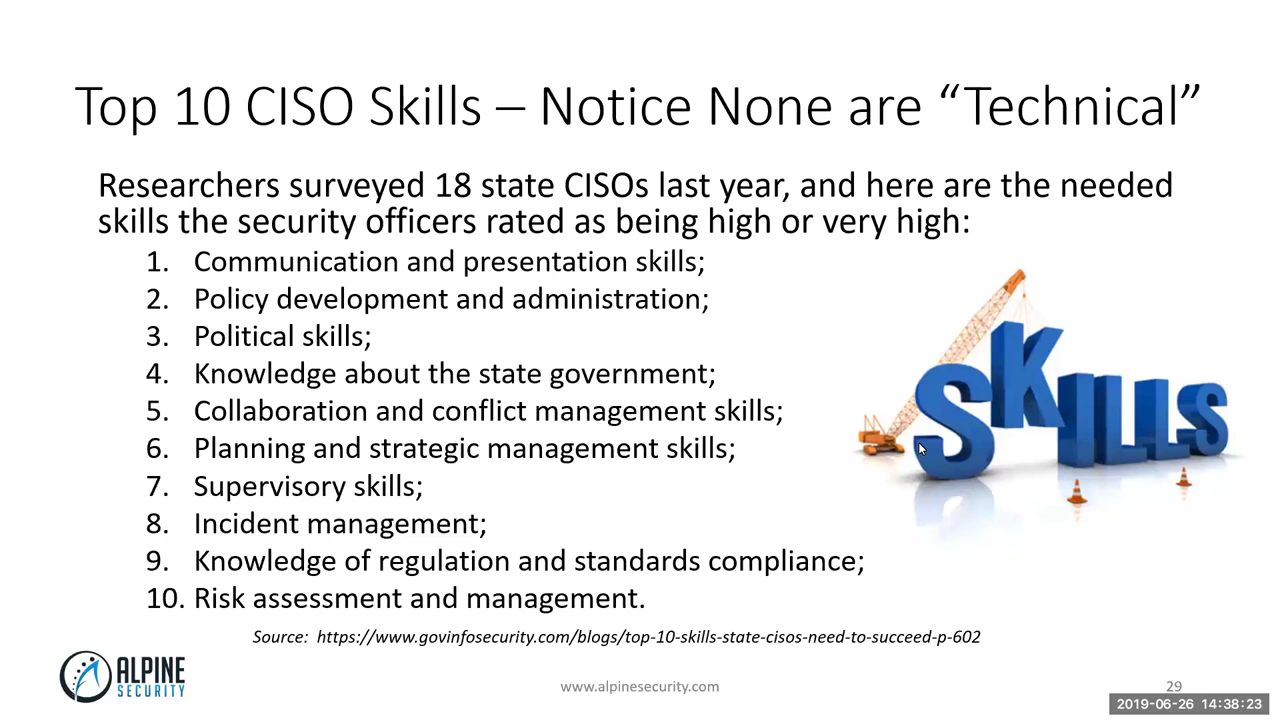 Top 10 CISO Skills – Notice None are “Technical”
Researchers surveyed 18 state CISOs last year, and here are the needed
skills the security officers rated as being high or very high:
1. Communication and presentation skills;
2. Policy development and administration;
3. Political skills;
4. Knowledge about the state government;
5. Collaboration and conflict management skills;
6. Planning and strategic management skills;
7. Supervisory skills;
8. Incident management;
9. Knowledge of regulation and standards compliance;
10. Risk assessment and management.
SKILLS
Source: https://www.govinfosecurity.com/blogs/top-10-skills-state-cisos-need-to-succeed-p-602
ALPINE
SECURITY
www.alpinesecurity.com
29
2019-06-26 14:38:23